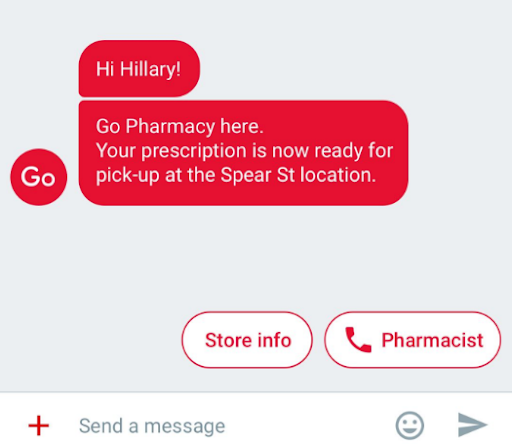 Hi Hillary!
Go Pharmacy here.
Your prescription is now ready for
pick-up at the Spear St location.
Go
Store info
Pharmacist
Send a message